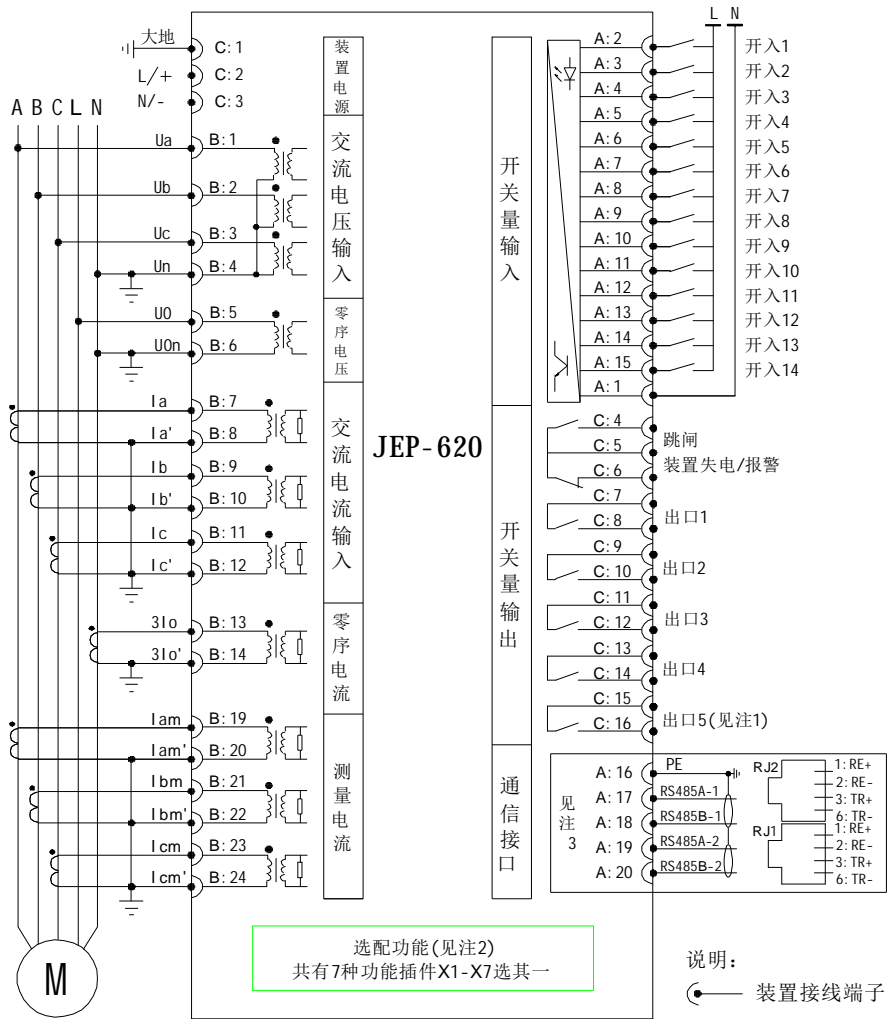 大地
C:1
L/+
C:2
N/-
C:3
A B C L N
Ua
B:1
Ub
B:2
Uc
B:3
Un
B:4
U0
B:5
U0n
B:6
Ia
B:7
Ia'
B:8
Ib
B:9
Ib'
B:10
Ic
B:11
Ic'
B:12
3Io
B:13
3Io'
B:14
Iam
B:19
Iam'
B:20
Ibm
B:21
Ibm'
B:22
Icm
B:23
Icm'
B:24
M
装置电源
交流电压输入
零序电压
交流电流输入
零序电流
测量电流
JEP-620
开关量输入
开关量输出
通信接口
L N
A:2
开入1
A:3
开入2
A:4
开入3
A:5
开入4
A:6
开入5
A:7
开入6
A:8
开入7
A:9
开入8
A:10
开入9
A:11
开入10
A:12
开入11
A:13
开入12
A:14
开入13
A:15
开入14
A:1
C:4
跳闸
C:5
装置失电/报警
C:6
C:7
出口1
C:8
C:9
出口2
C:10
C:11
出口3
C:12
C:13
出口4
C:14
C:15
出口5(见注1)
C:16
见注3
A:16
PE
A:17
RS485A-1
A:18
RS485B-1
A:19
RS485A-2
A:20
RS485B-2
RJ2
1:RE+
2:RE-
3:TR+
6:TR-
RJ1
1:RE+
2:RE-
3:TR+
6:TR-
选配功能(见注2)
共有7种功能插件X1-X7选其一
说明:
装置接线端子